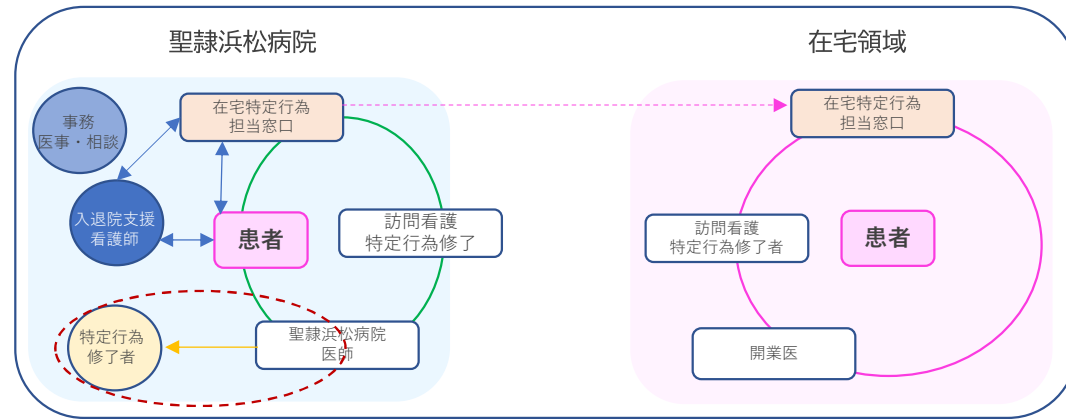 聖隷浜松病院
在宅領域
事務
医事・相談
在宅特定行為
担当窓口
入退院支援
看護師
患者
訪問看護
特定行為修了
特定行為
修了者
聖隷浜松病院
医師
在宅特定行為
担当窓口
訪問看護
特定行為修了者
患者
開業医